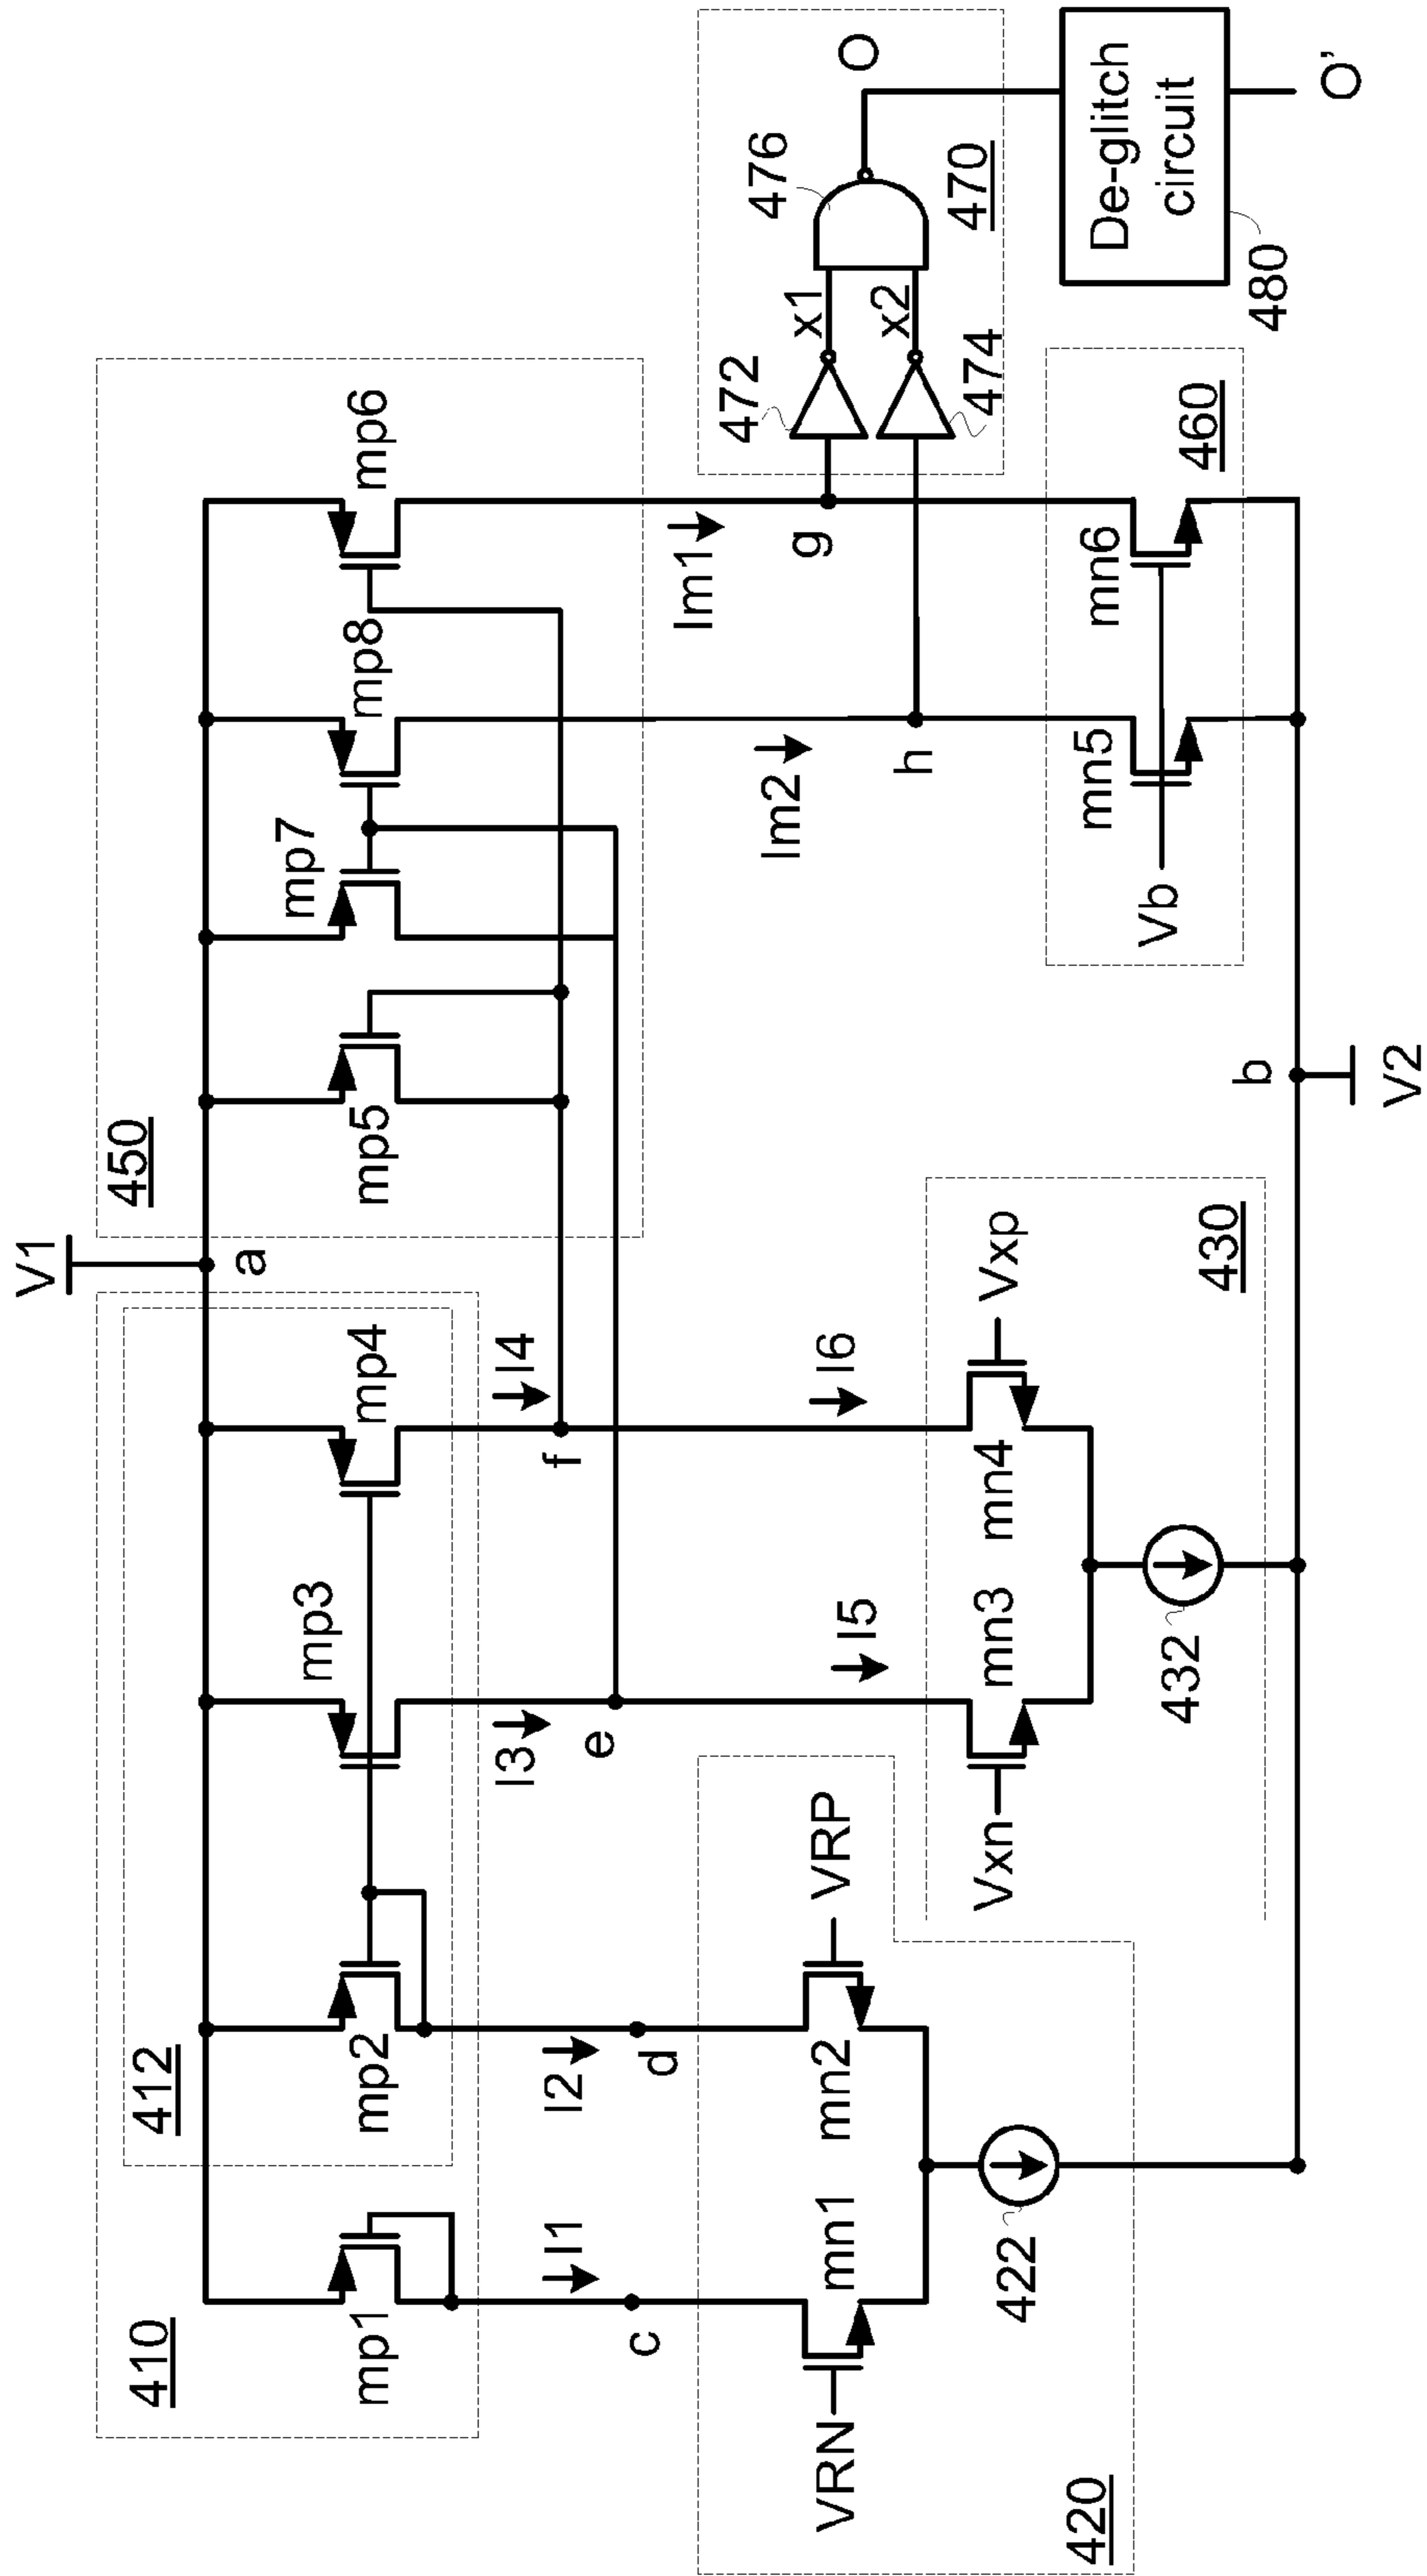 V1
a
410
412
mp1
mp2
mp3
mp4
450
mp5
mp7
mp8
mp6
I1
I2
I3
I4
c
d
e
f
I5
I6
Im2
Im1
g
h
472
474
x1
x2
476
470
O
VRN
mn1
mn2
VRP
422
420
Vxn
mn3
mn4
Vxp
432
430
Vb
mn5
mn6
460
De-glitch
circuit
480
O'
b
V2